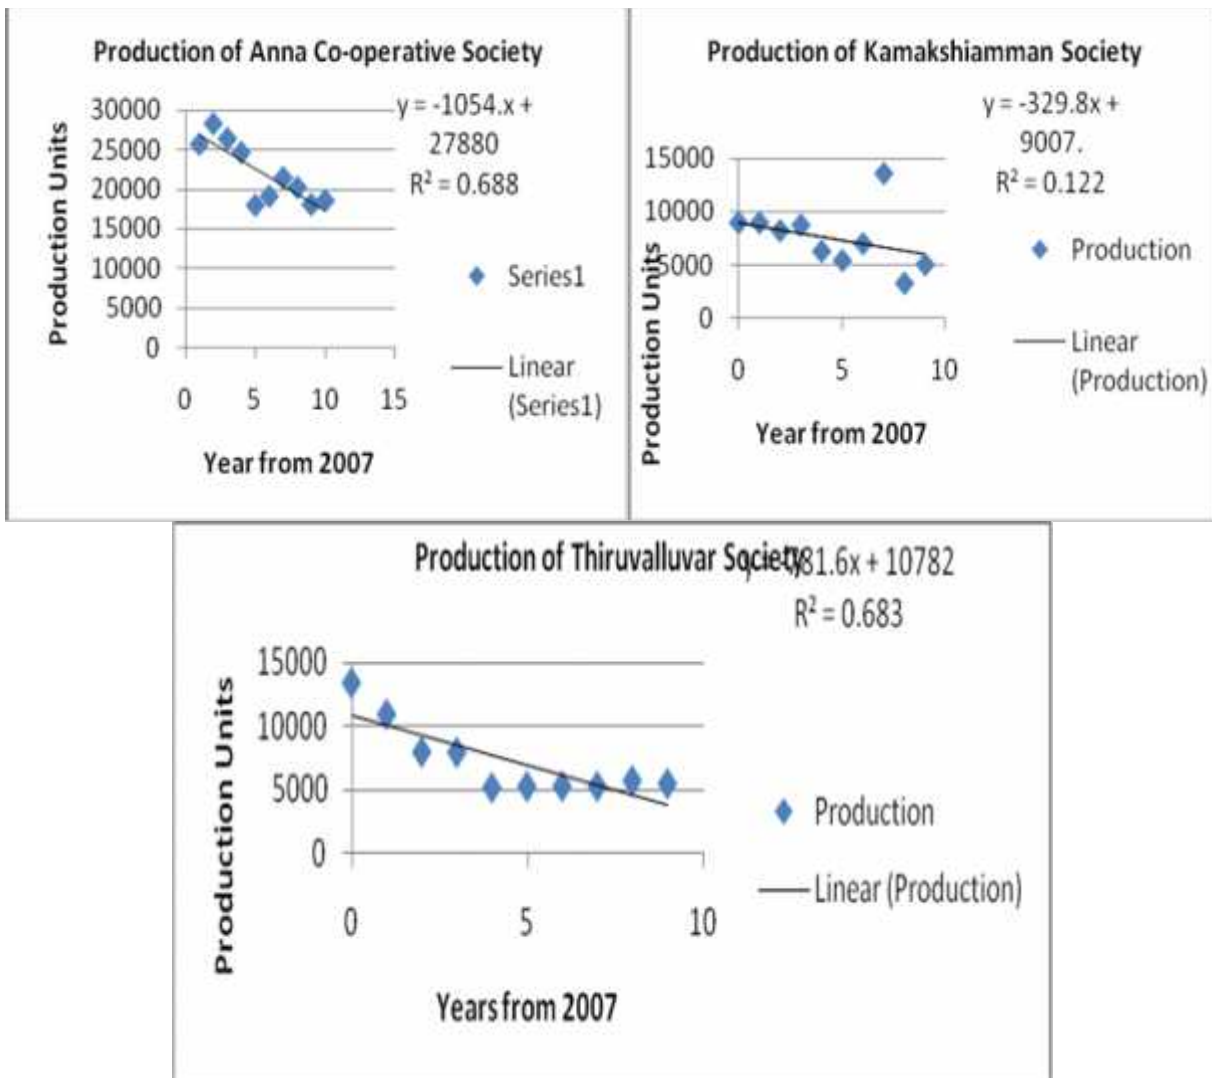 Production of Anna Co-operative Society
y = -1054.x +
27880
R² = 0.688
Production Units
30000
25000
20000
15000
10000
5000
0
0 5 10 15
Year from 2007
Series1
Linear
(Series1)
Production of Kamakshiamman Society
y = -329.8x +
9007.
R² = 0.122
Production Units
15000
10000
5000
0
0 5 10
Year from 2007
Production
Linear
(Production)
Production of Thiruvalluvar Society
81.6x + 10782
R² = 0.683
Production Units
15000
10000
5000
0
0 5 10
Years from 2007
Production
Linear (Production)